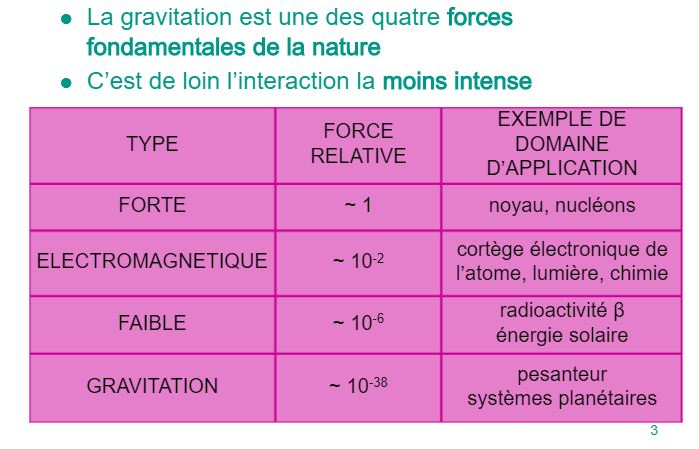 ● La gravitation est une des quatre forces
fondamentales de la nature
● C’est de loin l’interaction la moins intense
TYPE
FORCE
RELATIVE
EXEMPLE DE
DOMAINE
D’APPLICATION
FORTE
~ 1
noyau, nucléons
ELECTROMAGNETIQUE
~ 10⁻²
cortège électronique de
l’atome, lumière, chimie
FAIBLE
~ 10⁻⁶
radioactivité β
énergie solaire
GRAVITATION
~ 10⁻³⁸
pesanteur
systèmes planétaires
3